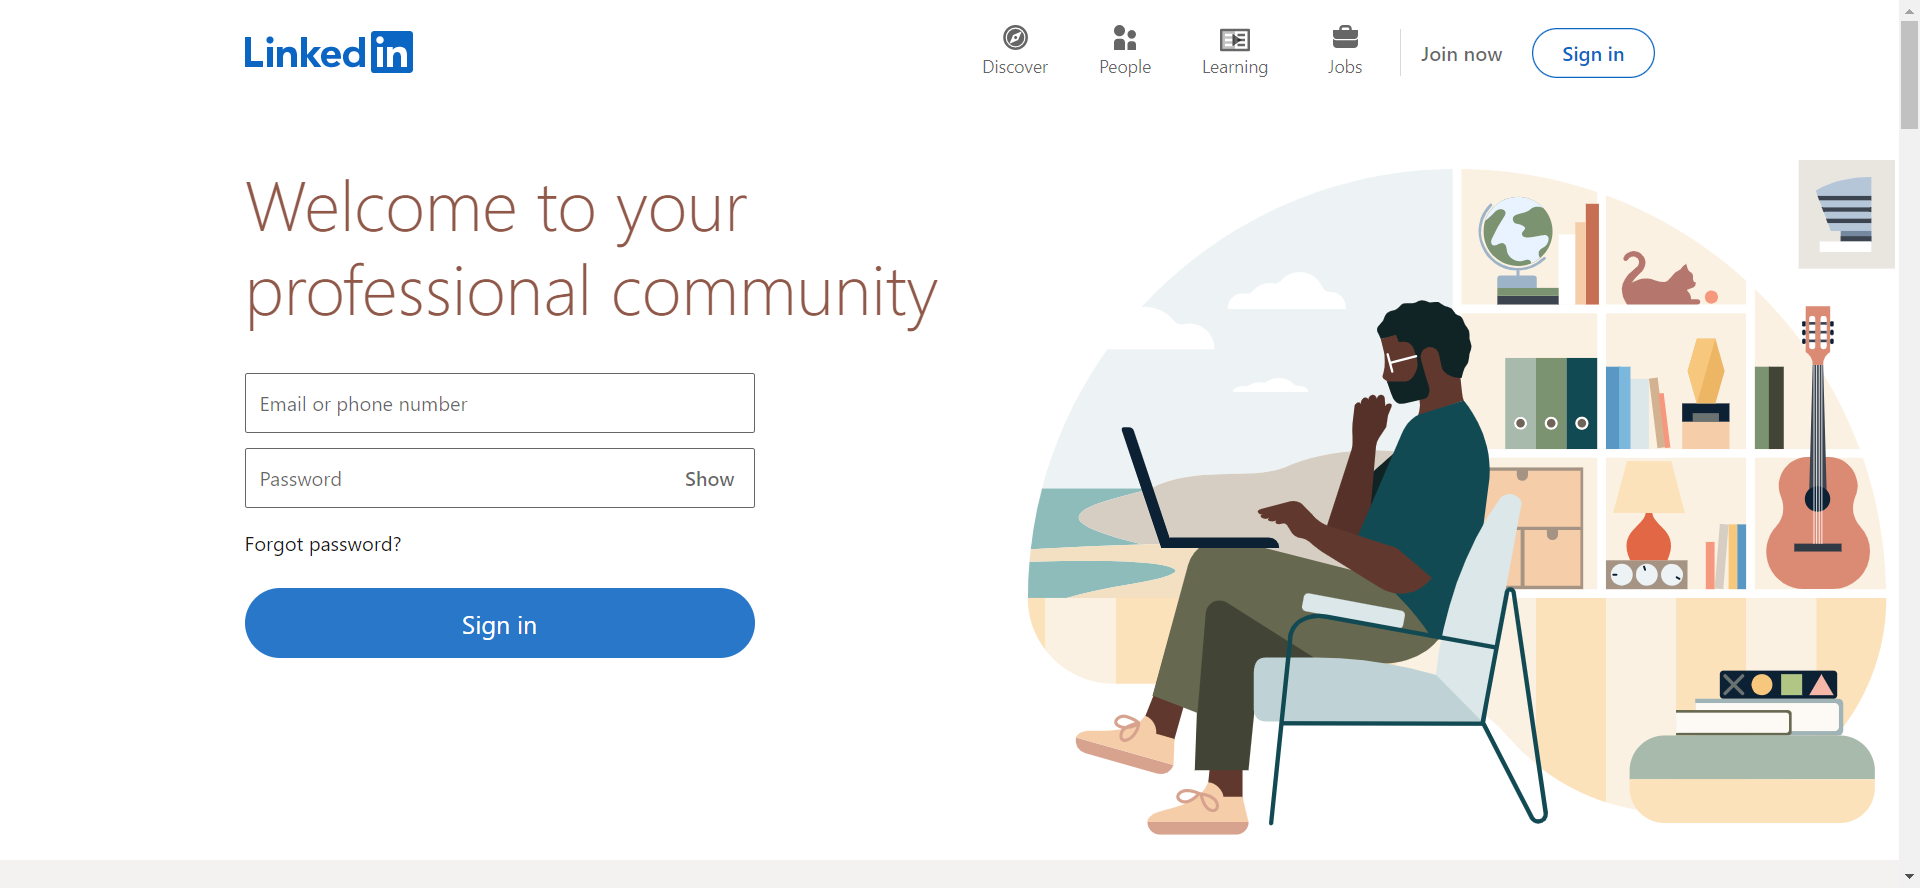 Linkedin
Discover
People
Learning
Jobs
Join now
Sign in
Welcome to your
professional community
Email or phone number
Password
Show
Forgot password?
Sign in